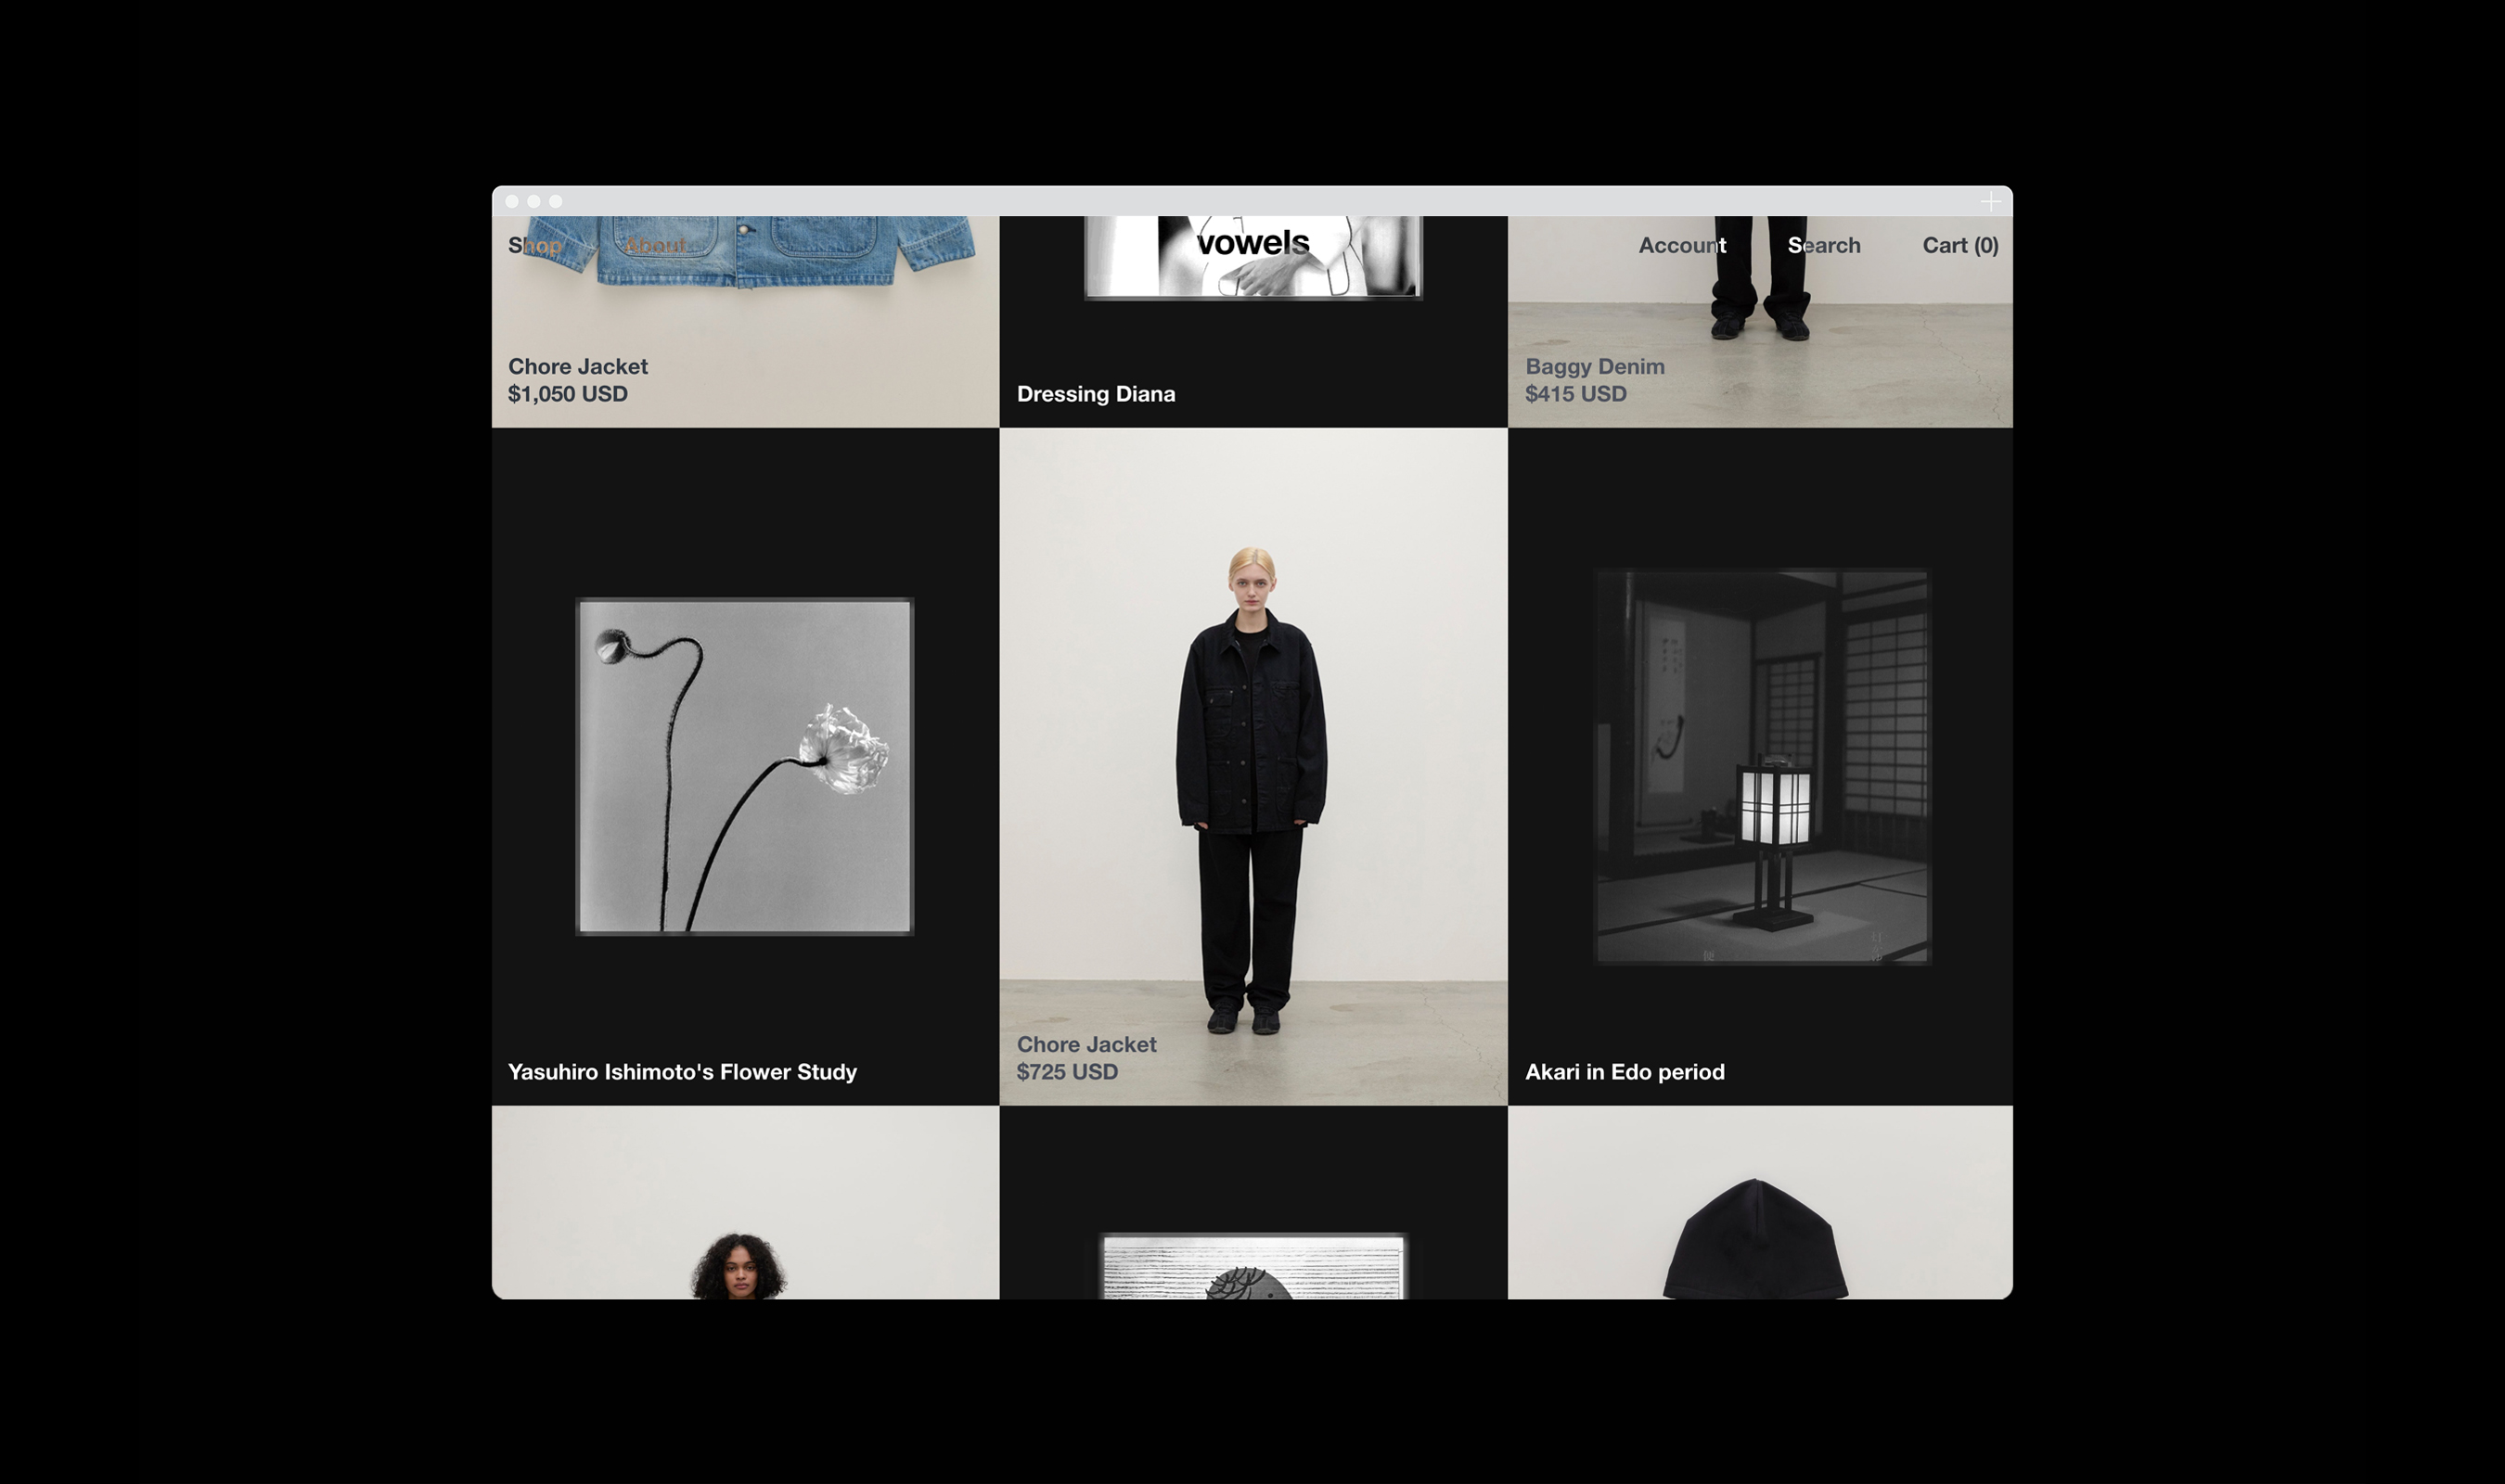 Shop
About
vowels
Account
Search
Cart (0)
Chore Jacket
$1,050 USD
Dressing Diana
Baggy Denim
$415 USD
Yasuhiro Ishimoto's Flower Study
Chore Jacket
$725 USD
Akari in Edo period